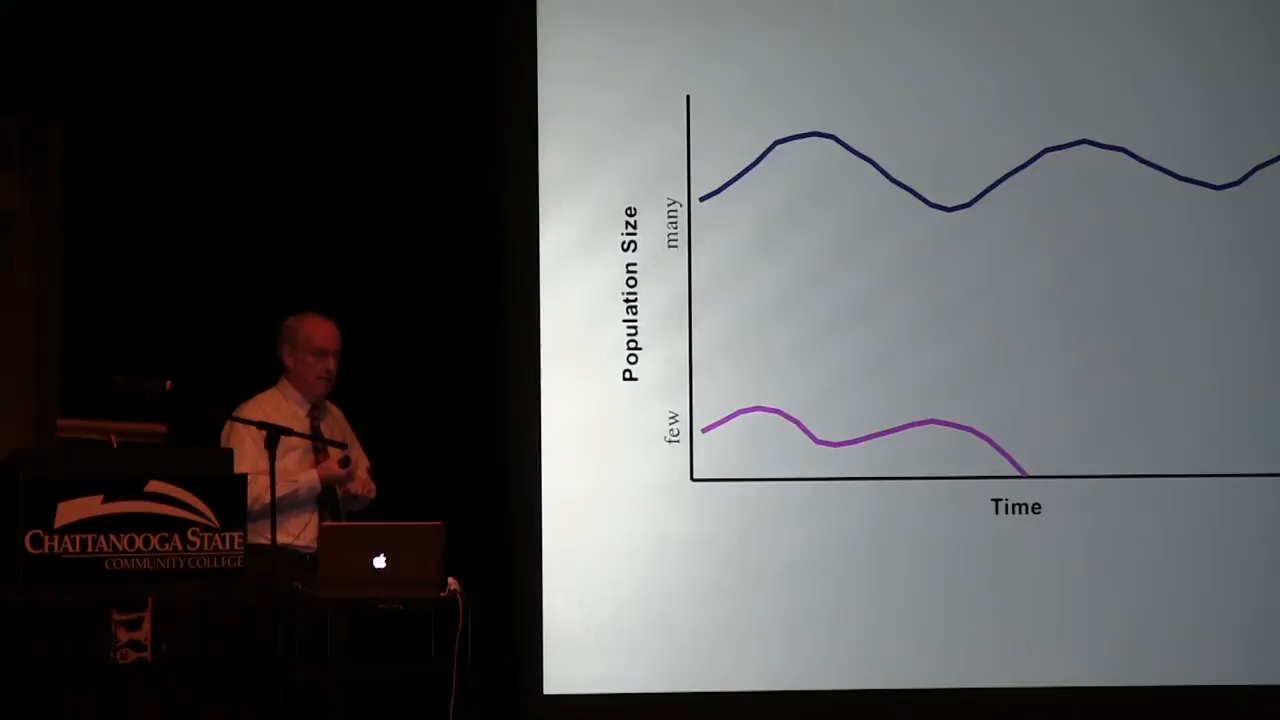 CHATTANOOGA STATE
COMMUNITY COLLEGE
Population Size
many
few
Time